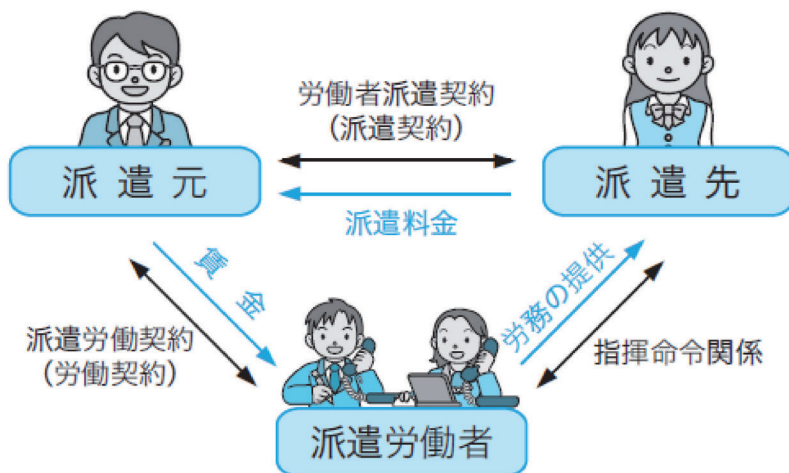 労働者派遣契約
(派遣契約)
派遣元
派遣先
派遣料金
賃金
労務の提供
派遣労働契約
(労働契約)
指揮命令関係
派遣労働者